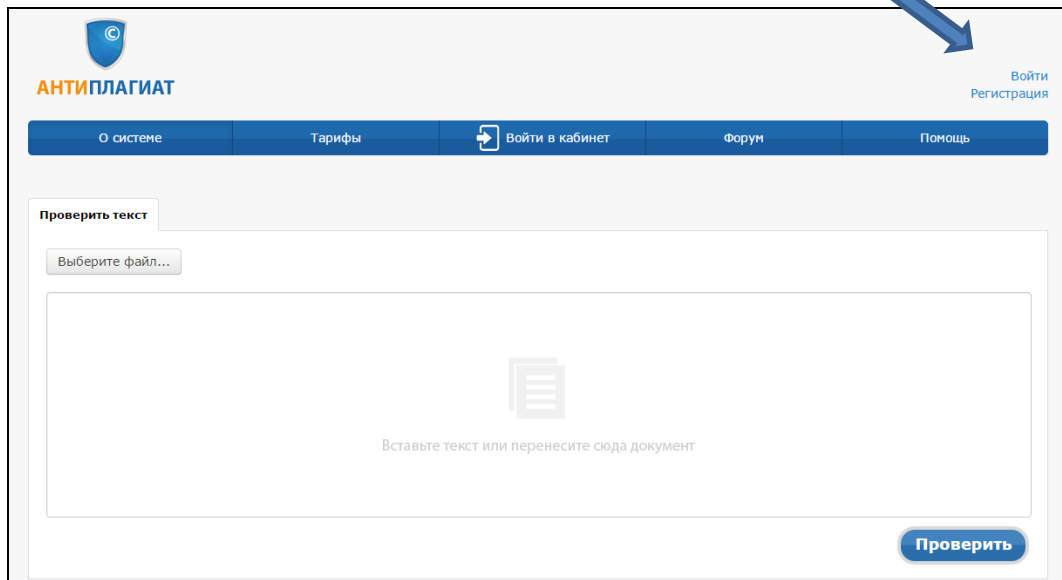 ©
АНТИПЛАГИАТ
Войти
Регистрация
О системе Тарифы Войти в кабинет Форум Помощь
Проверить текст
Выберите файл...
Вставьте текст или перенесите сюда документ
Проверить